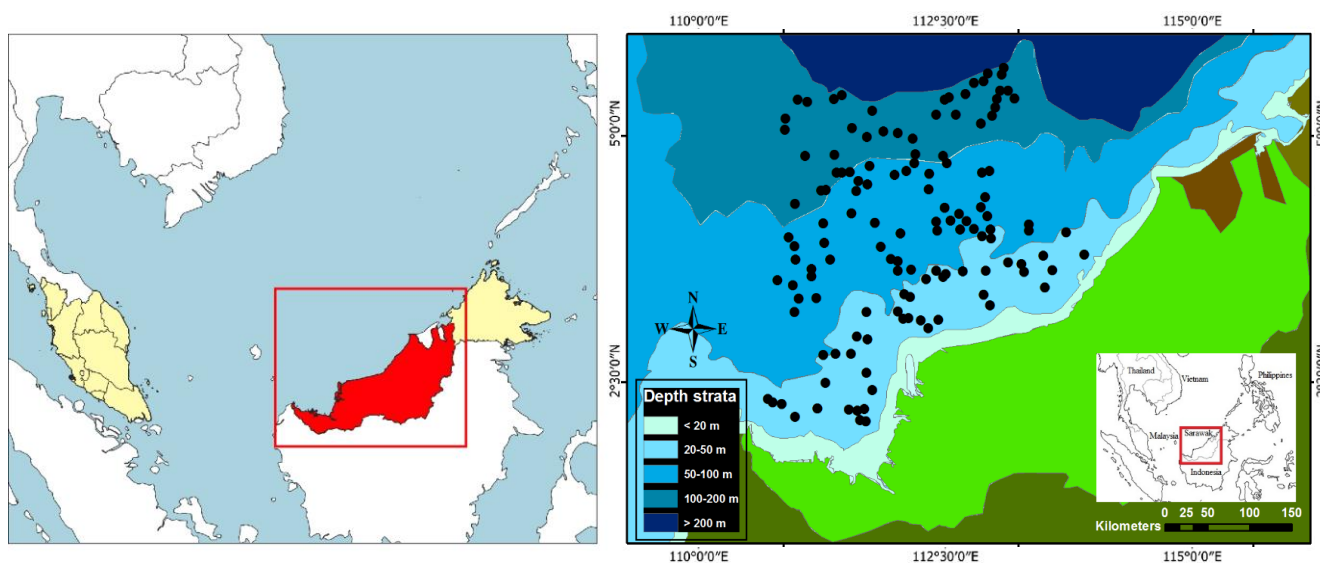 110°0'0"E 112°30'0"E 115°0'0"E
5°0'0"N
2°30'0"N
N
W E
S
Depth strata
< 20 m
20-50 m
50-100 m
100-200 m
> 200 m
Thailand
Vietnam
Philippines
Malaysia
Sarawak
Indonesia
0 25 50 100 150
Kilometers
110°0'0"E 112°30'0"E 115°0'0"E